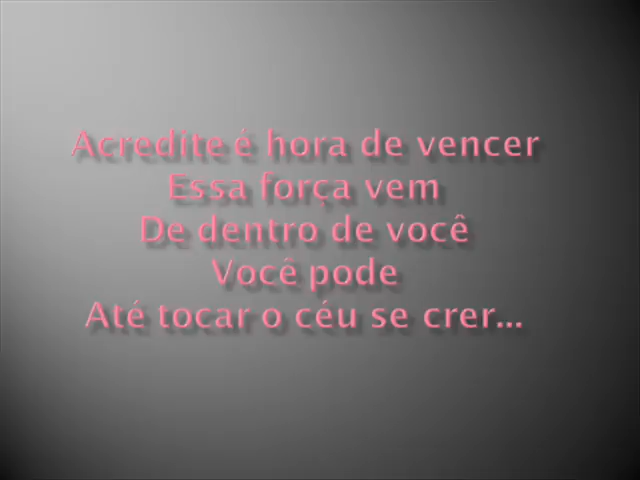 Acredite é hora de vencer
Essa força vem
De dentro de você
Você pode
Até tocar o céu se crer...